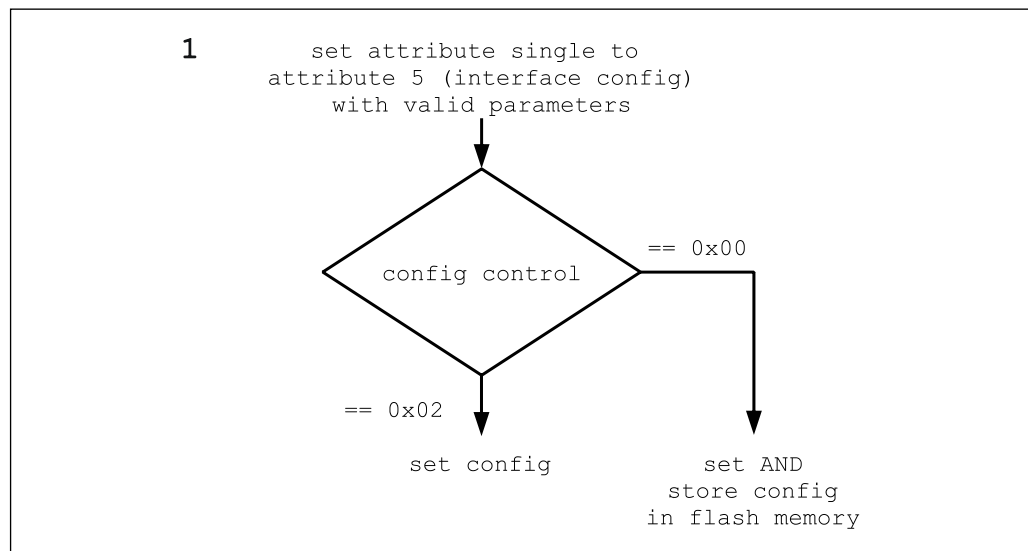 1
set attribute single to
attribute 5 (interface config)
with valid parameters
config control
== 0x00
== 0x02
set config
set AND
store config
in flash memory